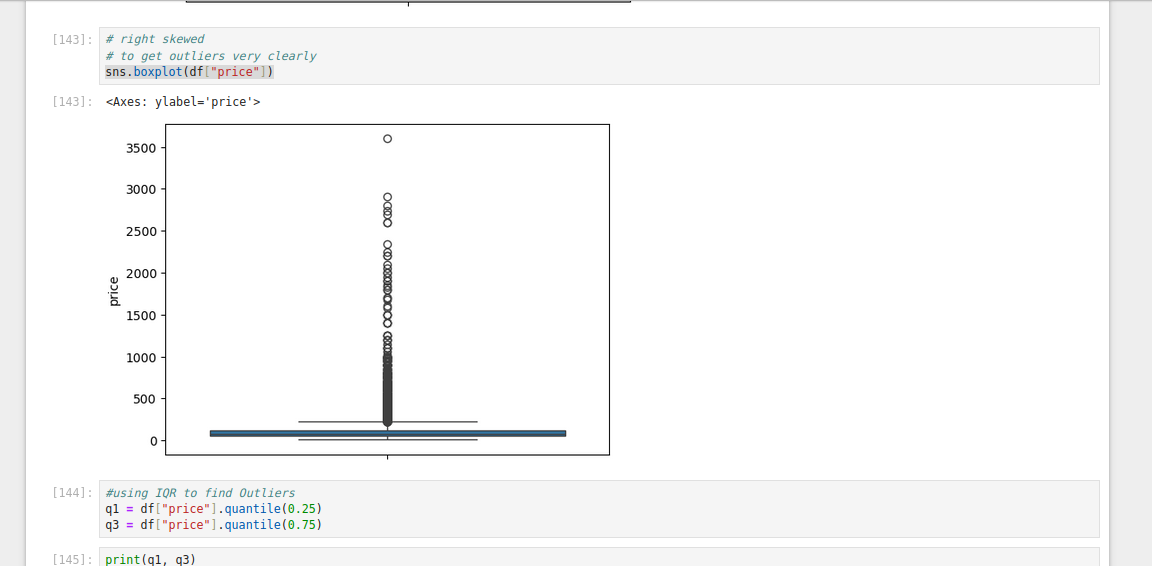 [143]: # right skewed
# to get outliers very clearly
sns.boxplot(df["price"])
[143]: <Axes: ylabel='price'>
3500
3000
2500
2000
1500
1000
500
0
price
[144]: #using IQR to find Outliers
q1 = df["price"].quantile(0.25)
q3 = df["price"].quantile(0.75)
[145]: print(q1, q3)